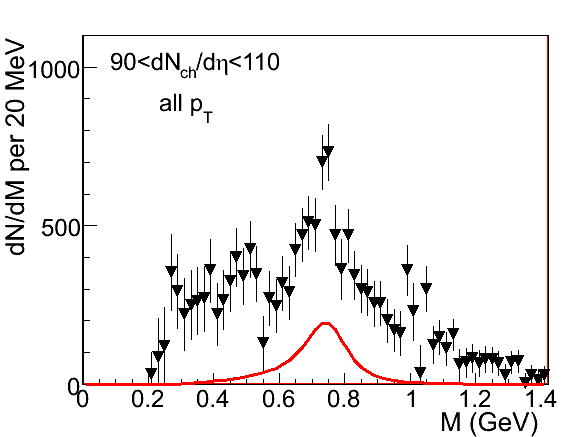 dN/dM per 20 MeV
90<dN_ch/dη<110
all p_T
1000
500
0
0 0.2 0.4 0.6 0.8 1 1.2 1.4
M (GeV)